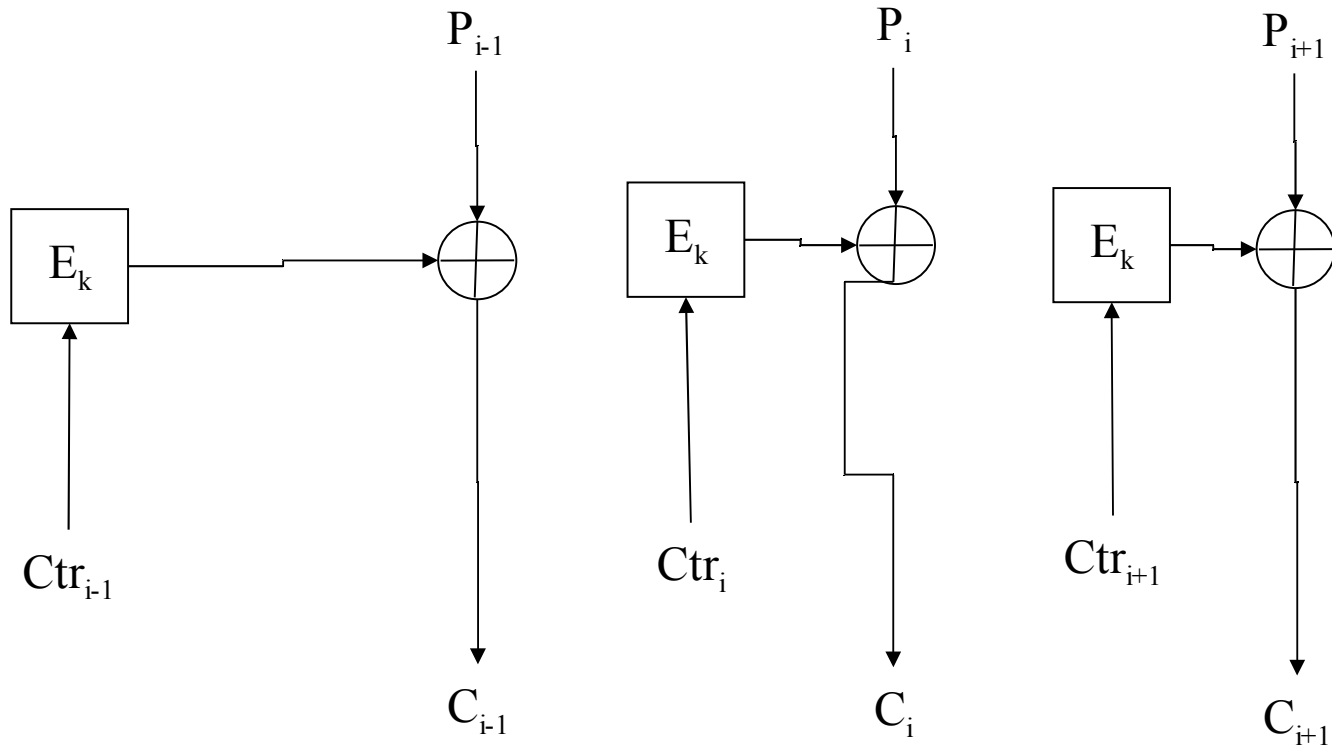 P_{i-1} P_i P_{i+1}
E_k E_k E_k
Ctr_{i-1} Ctr_i Ctr_{i+1}
C_{i-1} C_i C_{i+1}